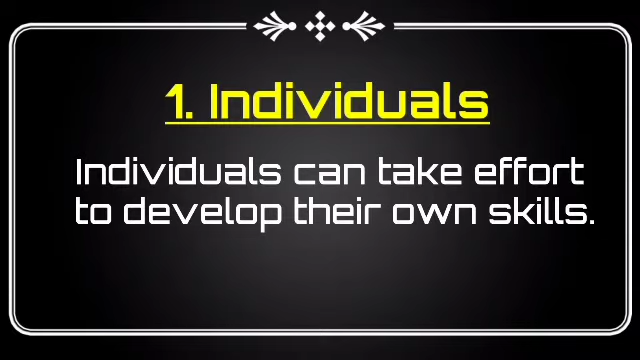 1. Individuals
Individuals can take effort
to develop their own skills.